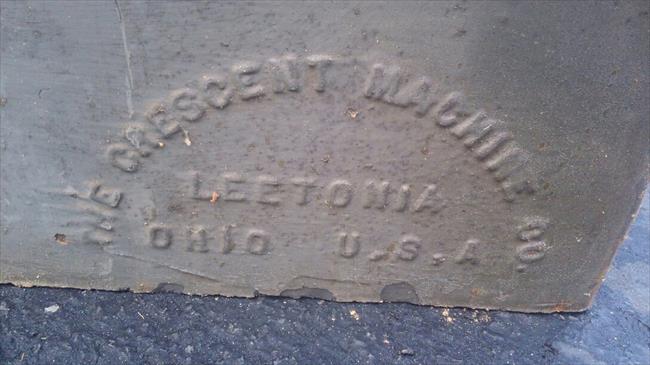 THE CRESCENT MACHINE CO
LEETONIA
OHIO U.S.A